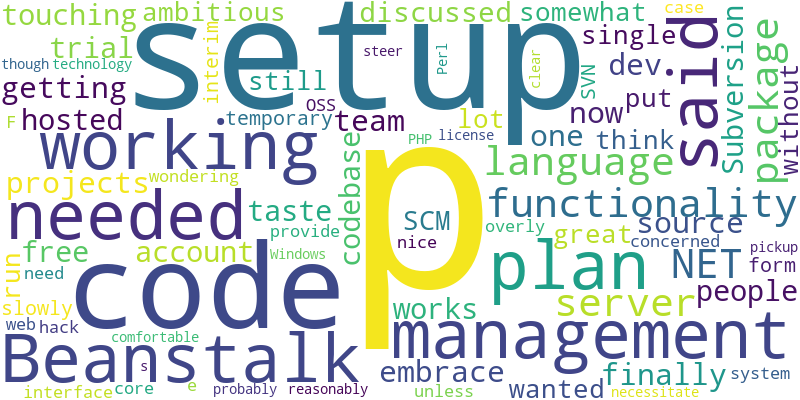 touching ambitious setup discussed somewhat case
trial interim steer Perl clear single said Subversion package
though technology still SVN dev
getting OSS now put without
F hosted temporary team lot one think
working PHP license language
projects wondering codebase p
needed taste SCM overly functionality
free account provide nice great source
need Windows concerned pickup
run code plan NET form
slowly works server people
web hack management
comfortable
Beanstalk s embrace finally system
interface core e probably reasonably unless wanted necessitate